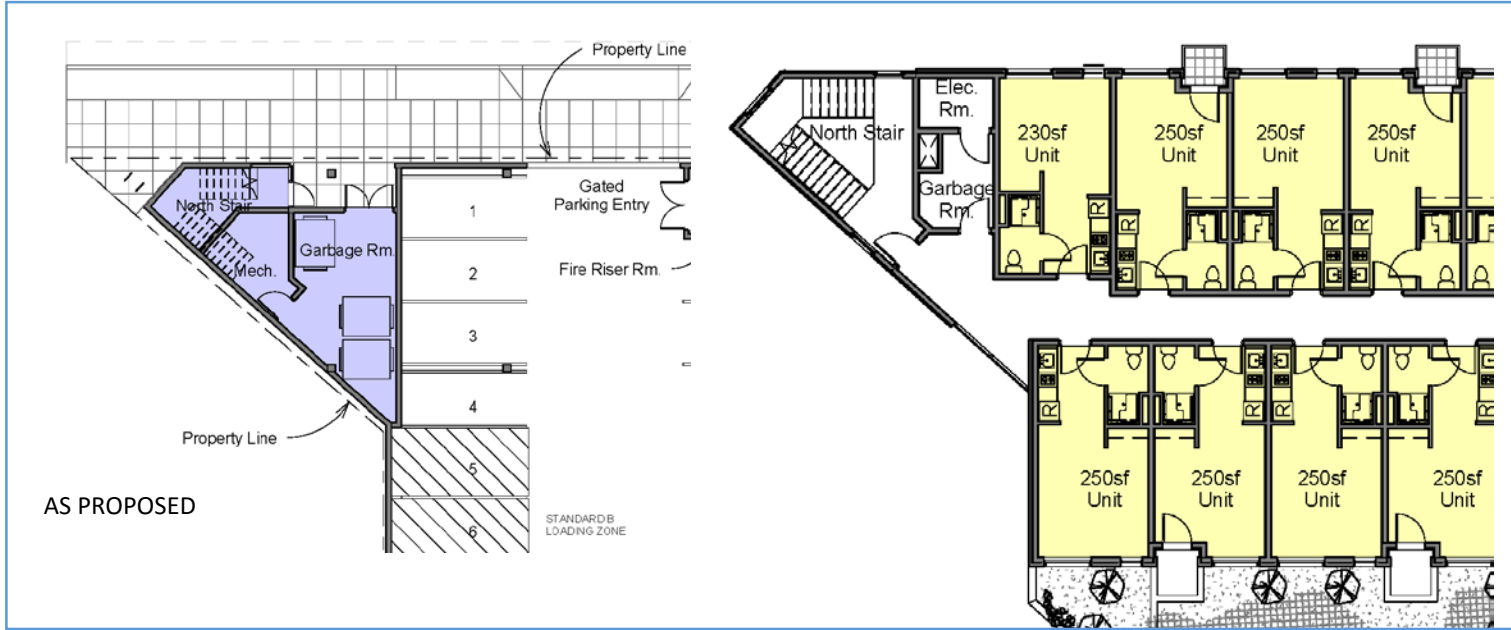 Property Line
North Stair
Mech.
Garbage Rm.
1
2
3
4
5
6
Gated
Parking Entry
Fire Riser Rm.
Property Line
STANDARD B
LOADING ZONE
AS PROPOSED
North Stair
Elec.
Rm.
Garbage
Rm.
230sf
Unit
250sf
Unit
250sf
Unit
250sf
Unit
R
R
R
R
R
R
R
R
R
250sf
Unit
250sf
Unit
250sf
Unit
250sf
Unit